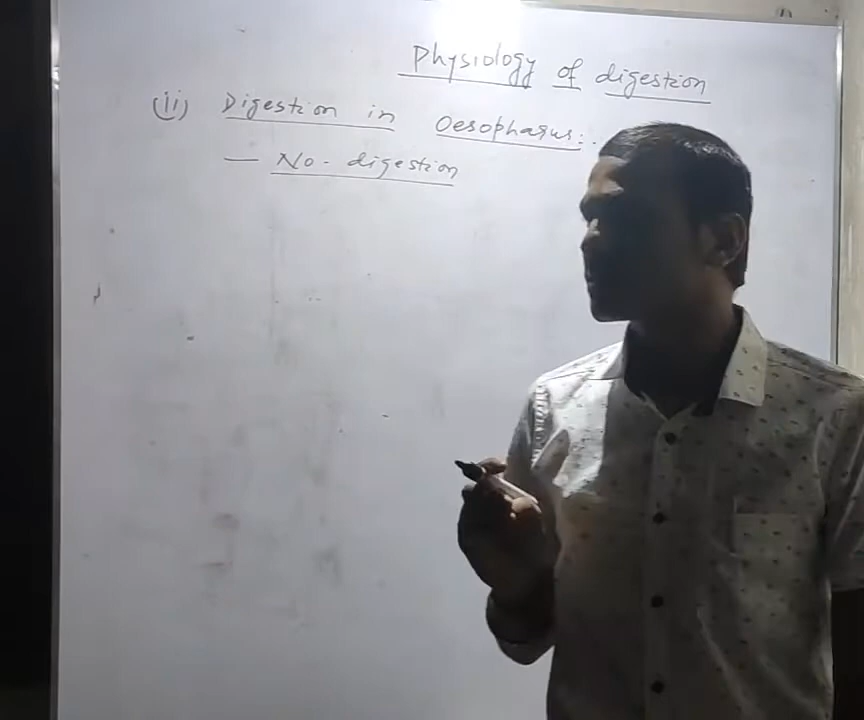 Physiology of digestion
(ii) Digestion in Oesophagus:
— No- digestion